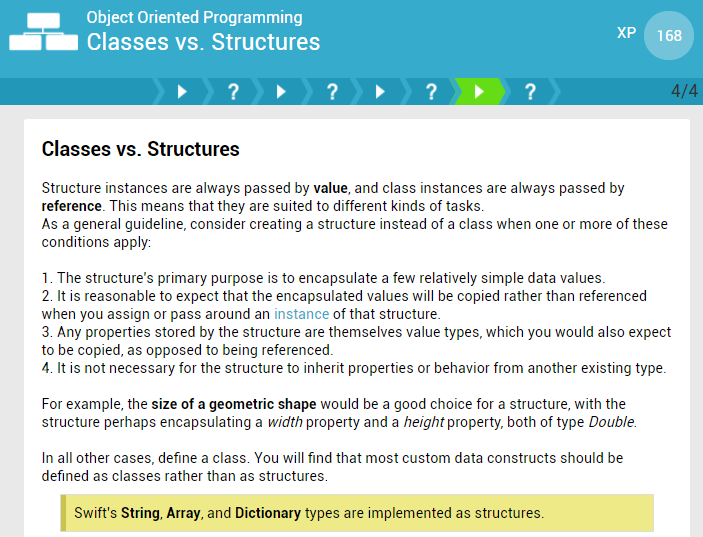 Object Oriented Programming
Classes vs. Structures
XP 168
? ? ? ? 4/4
Classes vs. Structures
Structure instances are always passed by value, and class instances are always passed by
reference. This means that they are suited to different kinds of tasks.
As a general guideline, consider creating a structure instead of a class when one or more of these
conditions apply:
1. The structure's primary purpose is to encapsulate a few relatively simple data values.
2. It is reasonable to expect that the encapsulated values will be copied rather than referenced
when you assign or pass around an instance of that structure.
3. Any properties stored by the structure are themselves value types, which you would also expect
to be copied, as opposed to being referenced.
4. It is not necessary for the structure to inherit properties or behavior from another existing type.
For example, the size of a geometric shape would be a good choice for a structure, with the
structure perhaps encapsulating a width property and a height property, both of type Double.
In all other cases, define a class. You will find that most custom data constructs should be
defined as classes rather than as structures.
Swift's String, Array, and Dictionary types are implemented as structures.